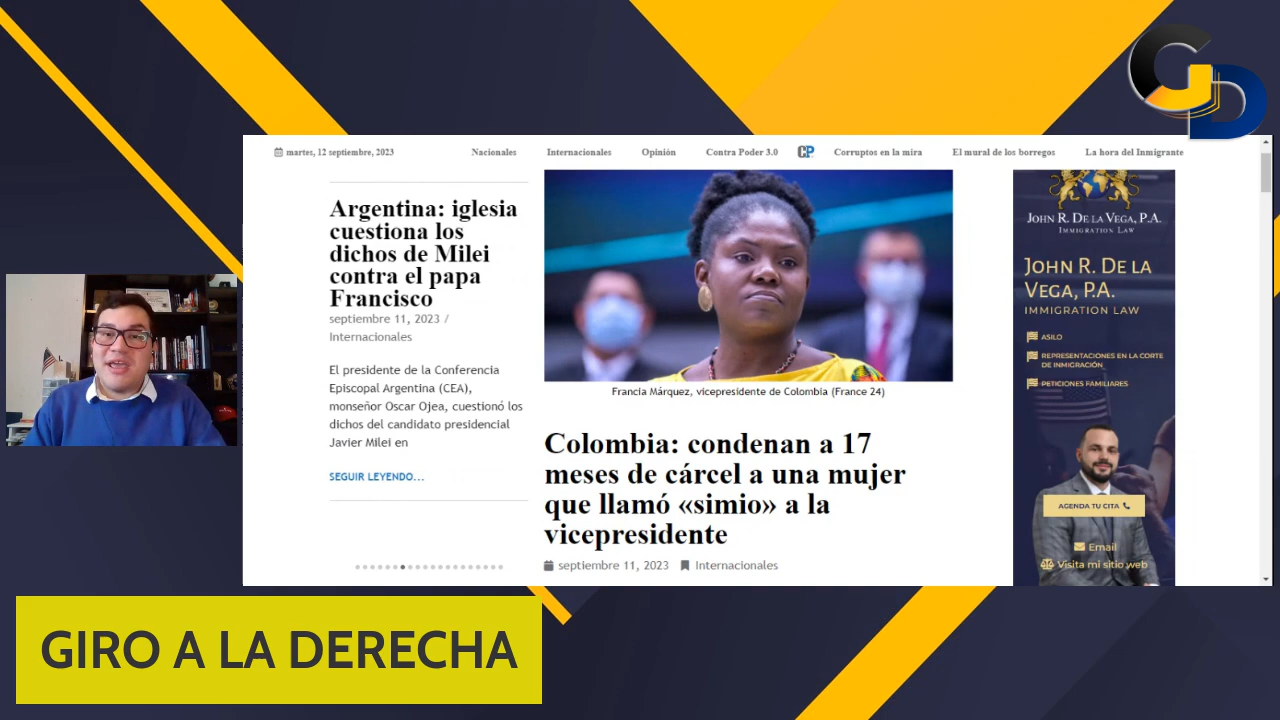 GD
martes, 12 septiembre, 2023
Nacionales
Internacionales
Opinión
Contra Poder 3.0
CP
Corruptos en la mira
El mural de los borregos
La hora del Inmigrante
Argentina: iglesia
cuestiona los
dichos de Milei
contra el papa
Francisco
septiembre 11, 2023 /
Internacionales
El presidente de la Conferencia
Episcopal Argentina (CEA),
monseñor Oscar Ojea, cuestionó los
dichos del candidato presidencial
Javier Milei en
SEGUIR LEYENDO...
Francia Márquez, vicepresidente de Colombia (France 24)
Colombia: condenan a 17
meses de cárcel a una mujer
que llamó «simio» a la
vicepresidente
septiembre 11, 2023
Internacionales
JOHN R. DE LA VEGA, P.A.
IMMIGRATION LAW
JOHN R. DE LA
VEGA, P.A.
IMMIGRATION LAW
ASILO
REPRESENTACIONES EN LA CORTE
DE INMIGRACIÓN
PETICIONES FAMILIARES
AGENDA TU CITA
Email
Visita mi sitio web
GIRO A LA DERECHA